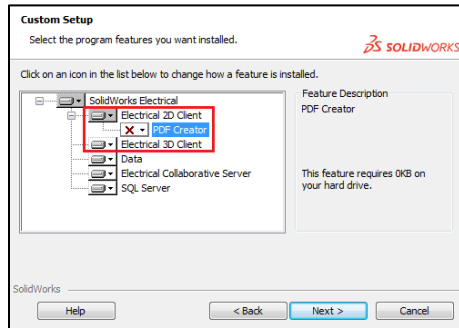 Custom Setup
Select the program features you want installed.
SOLIDWORKS
Click on an icon in the list below to change how a feature is installed.
SolidWorks Electrical
Electrical 2D Client
PDF Creator
Electrical 3D Client
Data
Electrical Collaborative Server
SQL Server
Feature Description
PDF Creator
This feature requires 0KB on
your hard drive.
SolidWorks
Help
< Back
Next >
Cancel